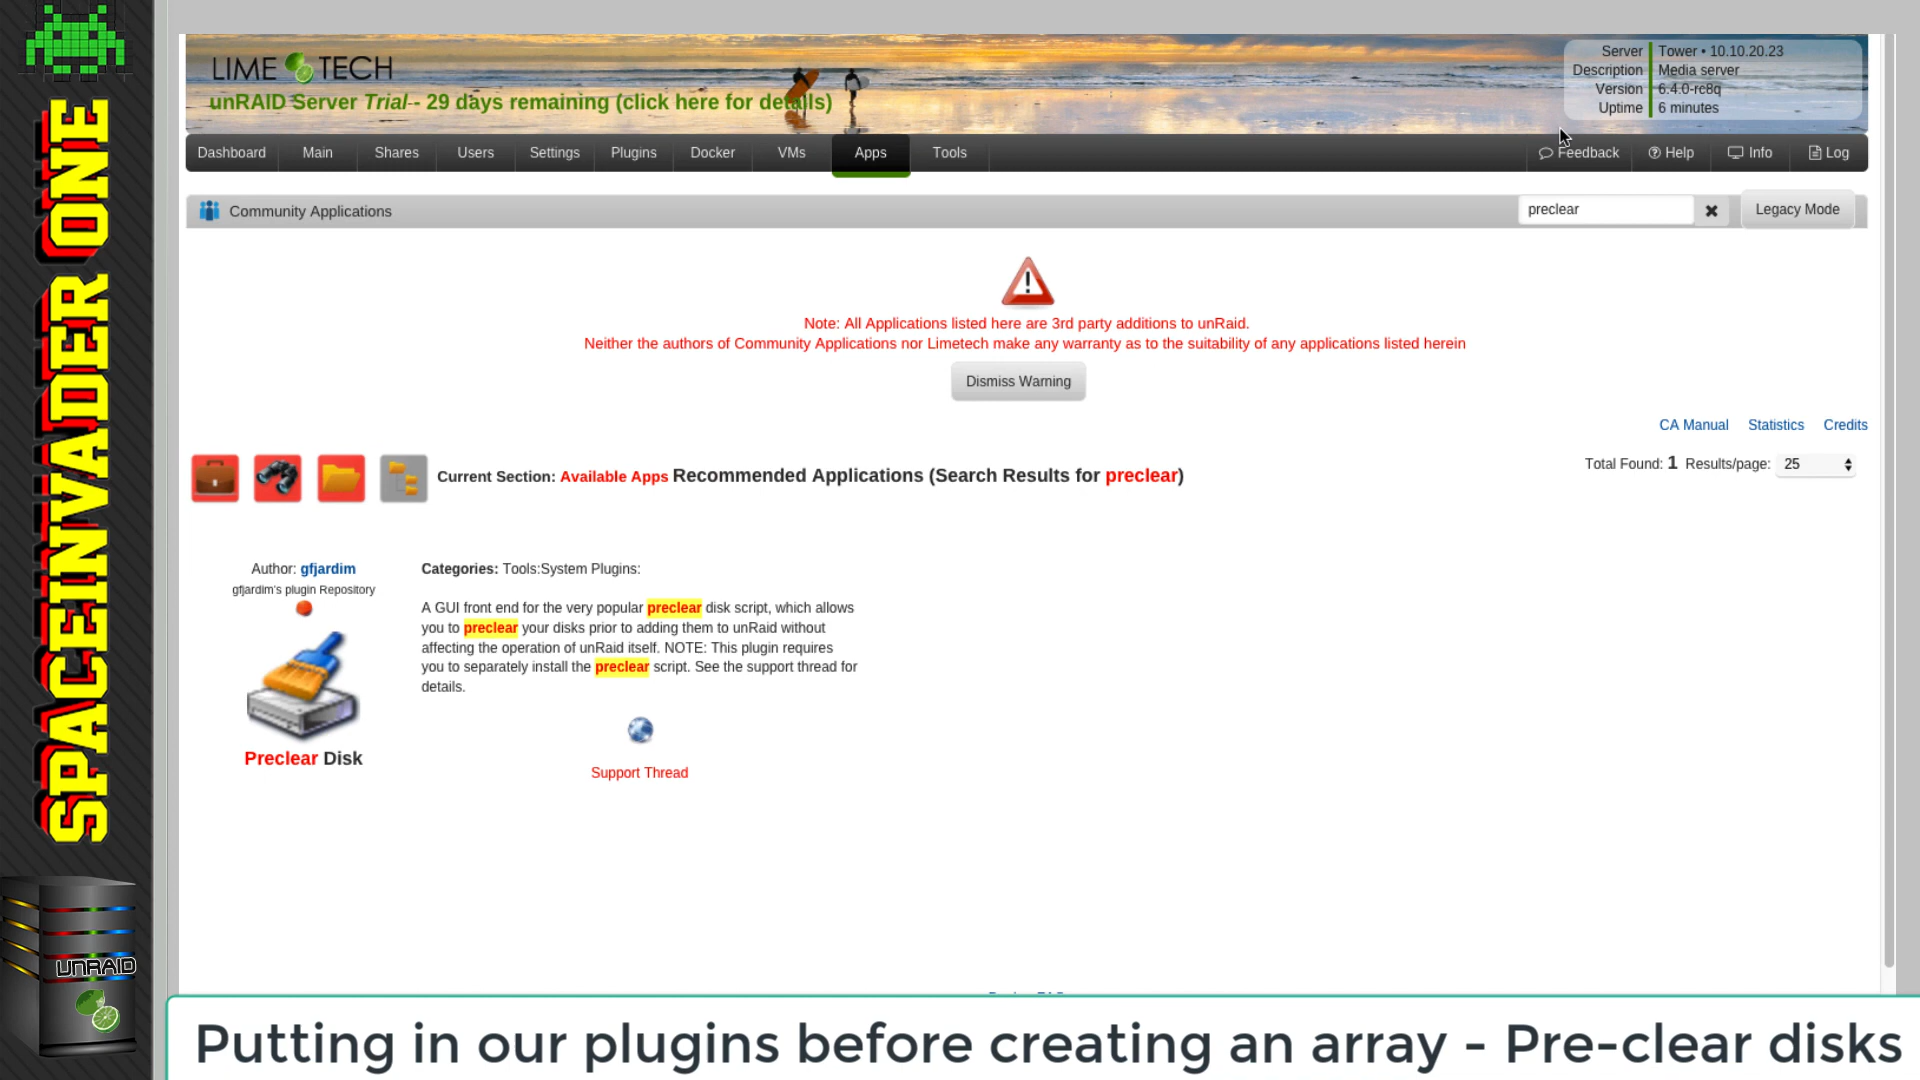 SPACEINVADER ONE
UNRAID
LIME TECH
unRAID Server Trial-- 29 days remaining (click here for details)
Server Tower • 10.10.20.23
Description Media server
Version 6.4.0-rc8q
Uptime 6 minutes
Dashboard Main Shares Users Settings Plugins Docker VMs Apps Tools Feedback Help Info Log
Community Applications preclear Legacy Mode
Note: All Applications listed here are 3rd party additions to unRaid.
Neither the authors of Community Applications nor Limetech make any warranty as to the suitability of any applications listed herein
Dismiss Warning
CA Manual Statistics Credits
Current Section: Available Apps Recommended Applications (Search Results for preclear)
Total Found: 1 Results/page: 25
Author: gfjardim
gfjardim's plugin Repository
Preclear Disk
Categories: Tools:System Plugins:
A GUI front end for the very popular preclear disk script, which allows
you to preclear your disks prior to adding them to unRaid without
affecting the operation of unRaid itself. NOTE: This plugin requires
you to separately install the preclear script. See the support thread for
details.
Support Thread
Putting in our plugins before creating an array - Pre-clear disks